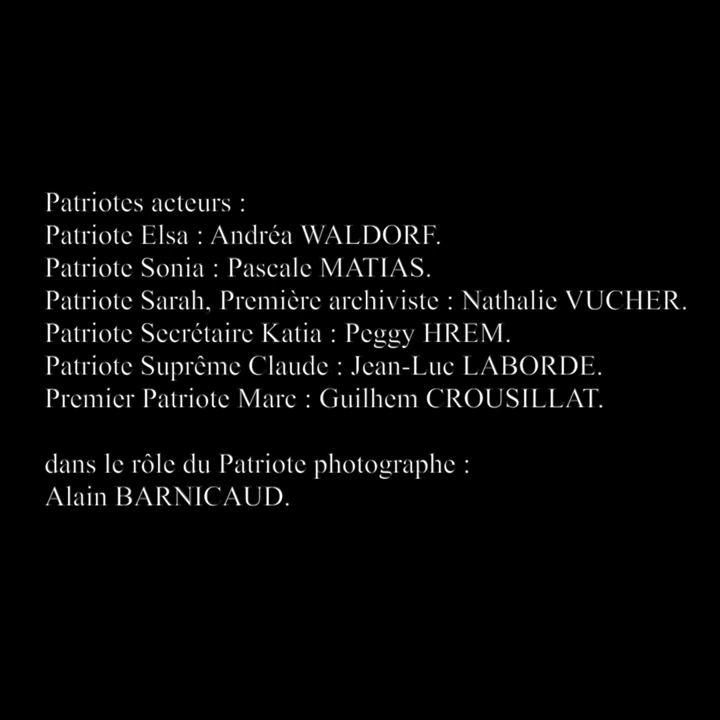 Patriotes acteurs :
Patriote Elsa : Andréa WALDORF.
Patriote Sonia : Pascale MATIAS.
Patriote Sarah, Première archiviste : Nathalie VUCHER.
Patriote Secrétaire Katia : Peggy HREM.
Patriote Suprême Claude : Jean-Luc LABORDE.
Premier Patriote Marc : Guilhem CROUSILLAT.
dans le rôle du Patriote photographe :
Alain BARNICAUD.